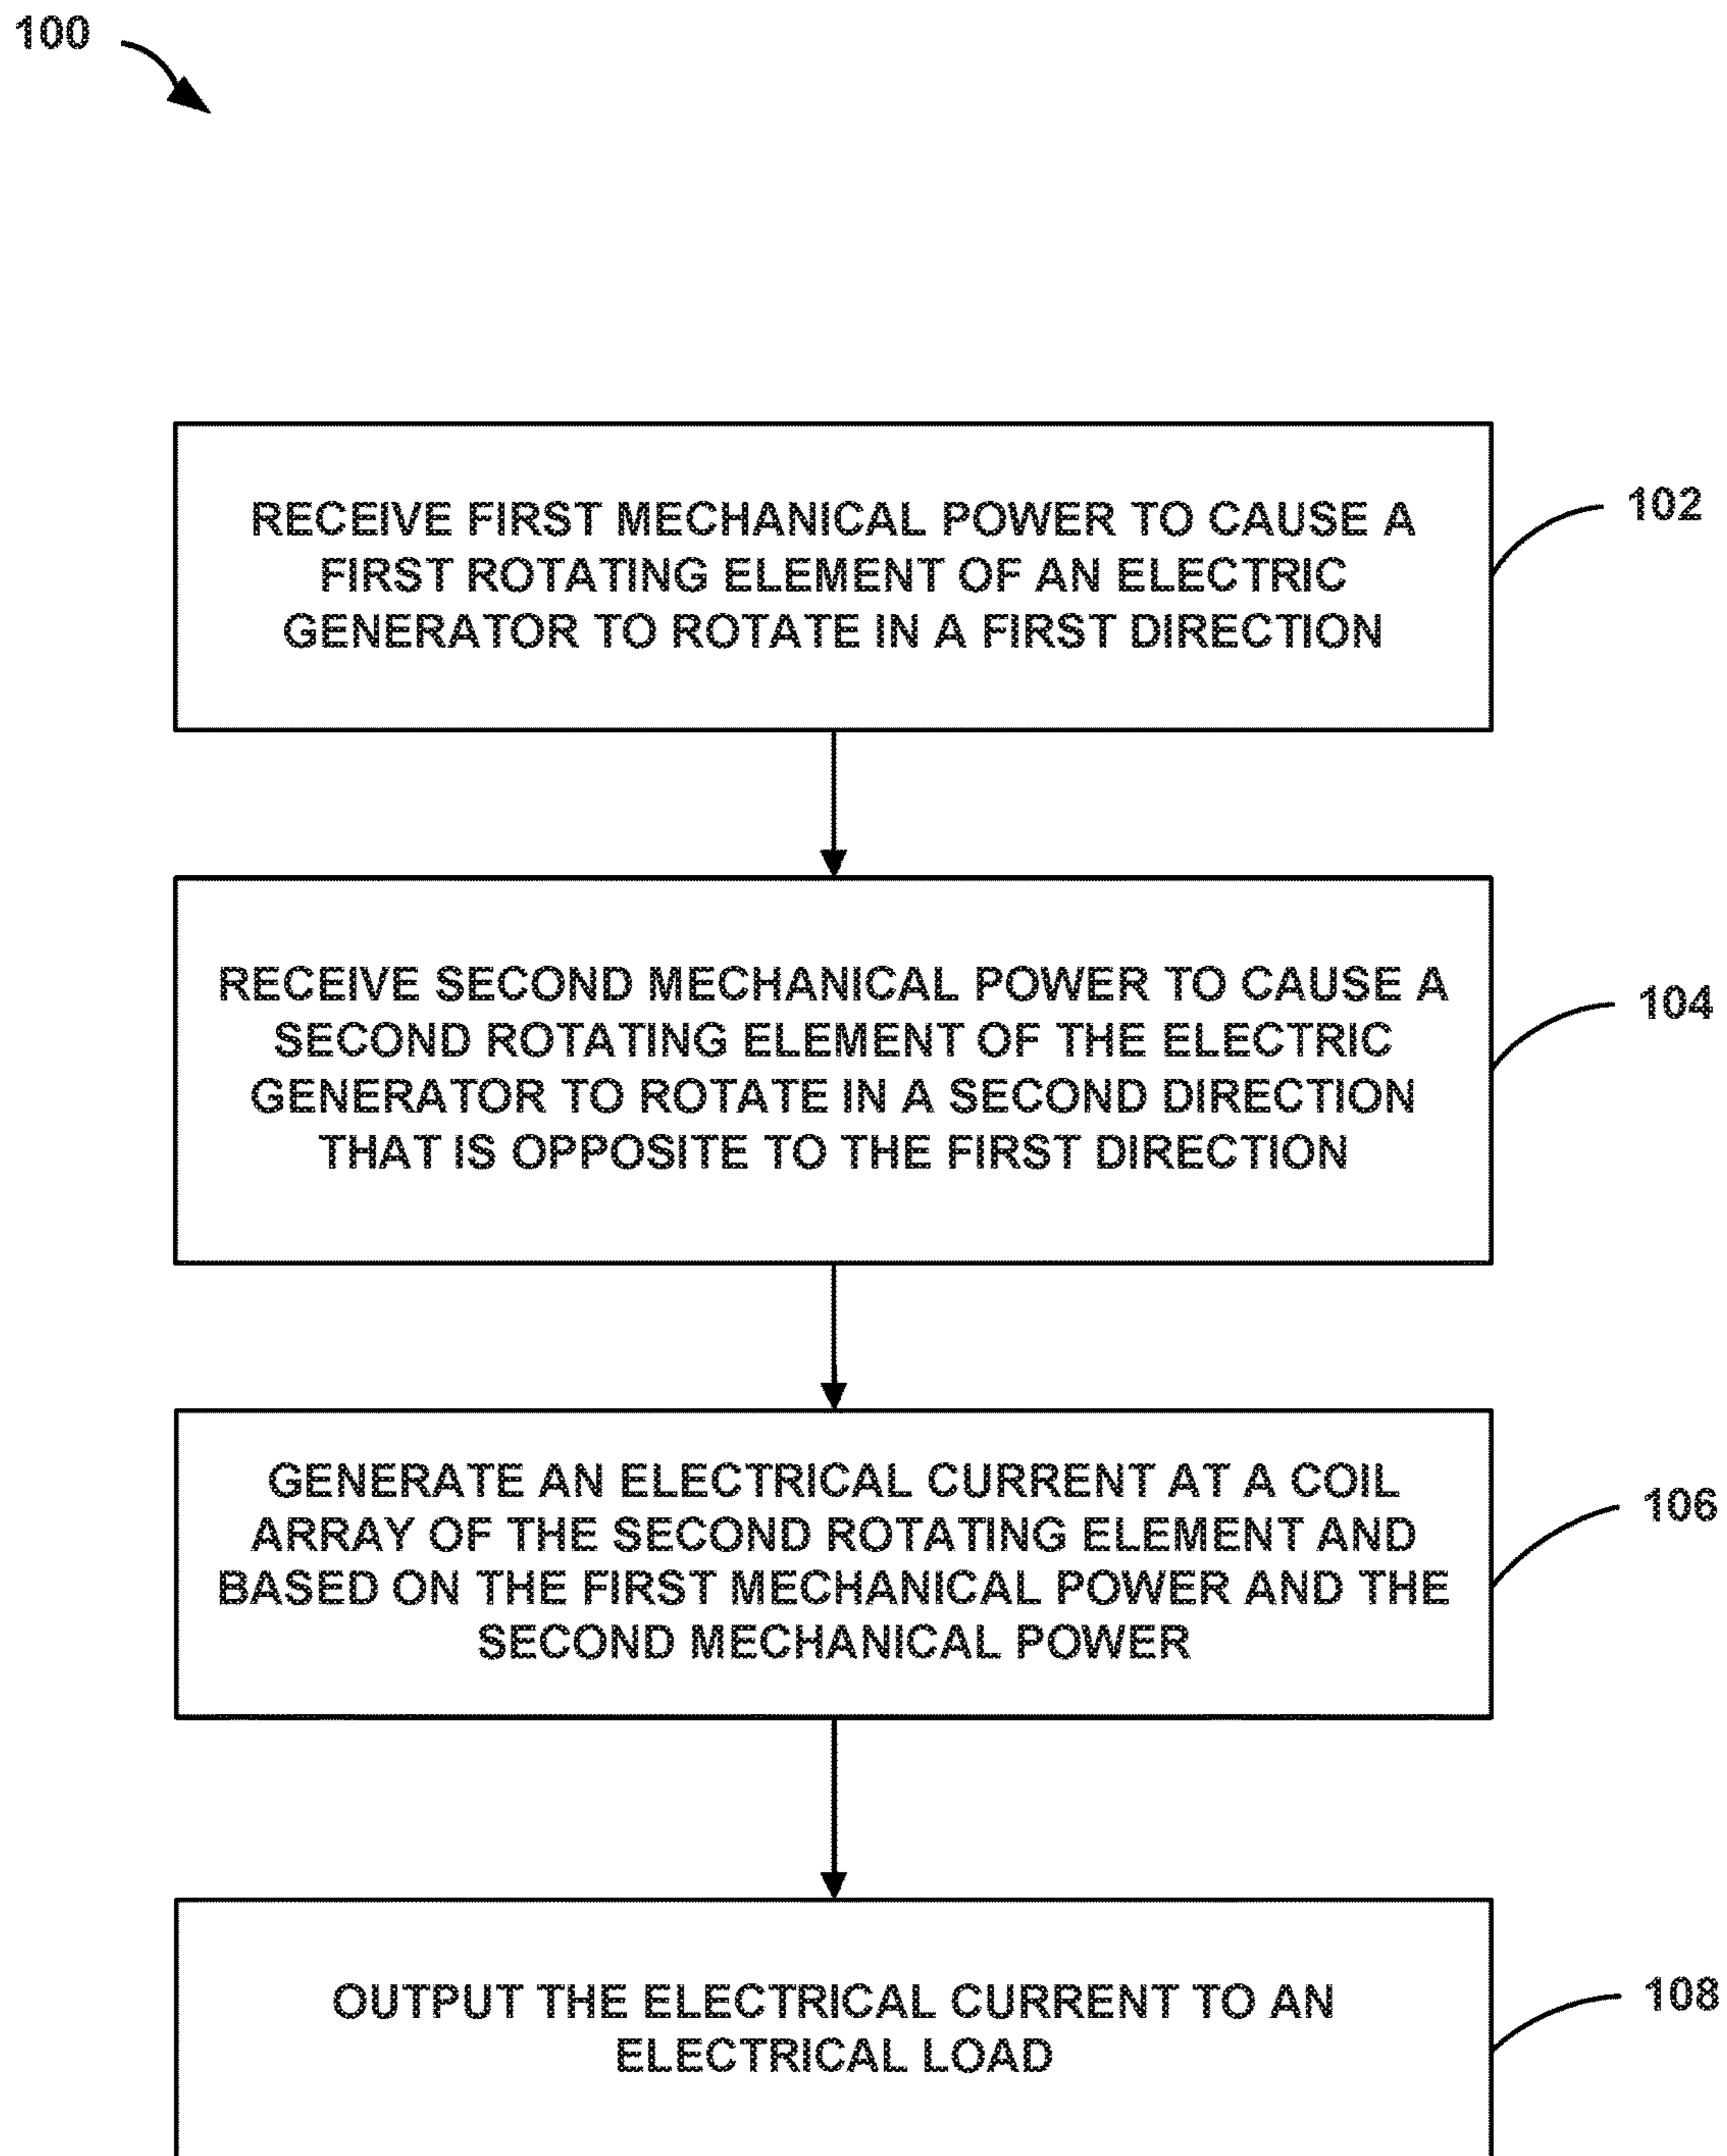 100
RECEIVE FIRST MECHANICAL POWER TO CAUSE A
FIRST ROTATING ELEMENT OF AN ELECTRIC
GENERATOR TO ROTATE IN A FIRST DIRECTION
102
RECEIVE SECOND MECHANICAL POWER TO CAUSE A
SECOND ROTATING ELEMENT OF THE ELECTRIC
GENERATOR TO ROTATE IN A SECOND DIRECTION
THAT IS OPPOSITE TO THE FIRST DIRECTION
104
GENERATE AN ELECTRICAL CURRENT AT A COIL
ARRAY OF THE SECOND ROTATING ELEMENT AND
BASED ON THE FIRST MECHANICAL POWER AND THE
SECOND MECHANICAL POWER
106
OUTPUT THE ELECTRICAL CURRENT TO AN
ELECTRICAL LOAD
108